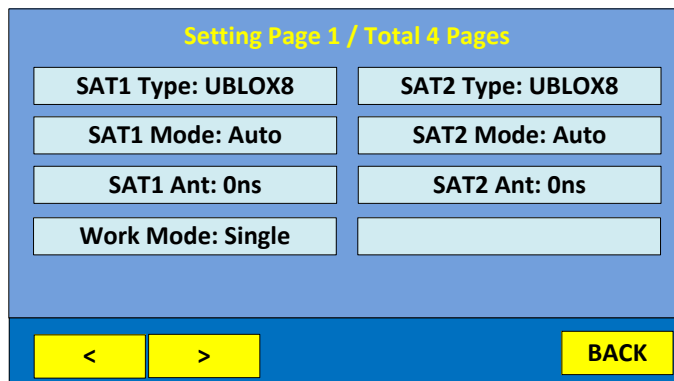 Setting Page 1 / Total 4 Pages
SAT1 Type: UBLOX8
SAT2 Type: UBLOX8
SAT1 Mode: Auto
SAT2 Mode: Auto
SAT1 Ant: 0ns
SAT2 Ant: 0ns
Work Mode: Single
<
>
BACK